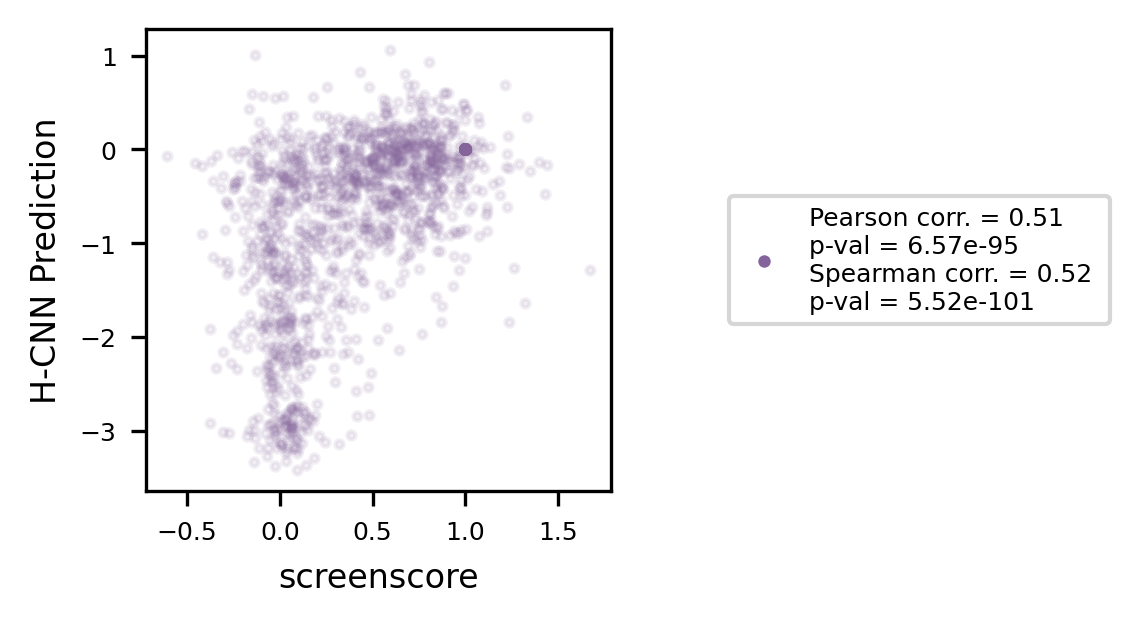 1
0
−1
−2
−3
H-CNN Prediction
−0.5 0.0 0.5 1.0 1.5
screenscore
Pearson corr. = 0.51
p-val = 6.57e-95
Spearman corr. = 0.52
p-val = 5.52e-101